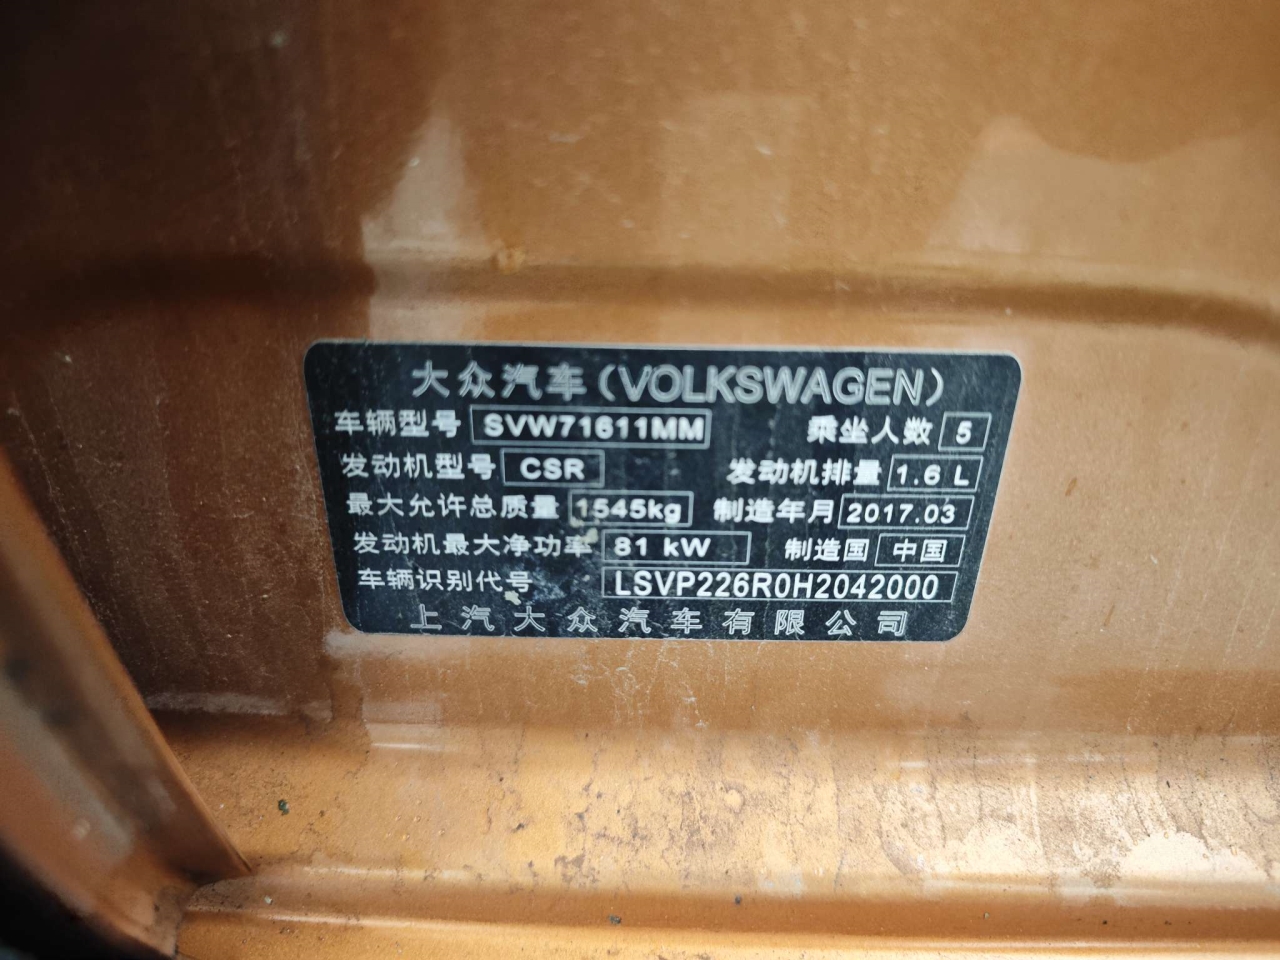 大众汽车(VOLKSWAGEN)
车辆型号 SVW71611MM 乘坐人数 5
发动机型号 CSR 发动机排量 1.6 L
最大允许总质量 1545kg 制造年月 2017.03
发动机最大净功率 81 kW 制造国 中国
车辆识别代号 LSVP226R0H2042000
上汽大众汽车有限公司